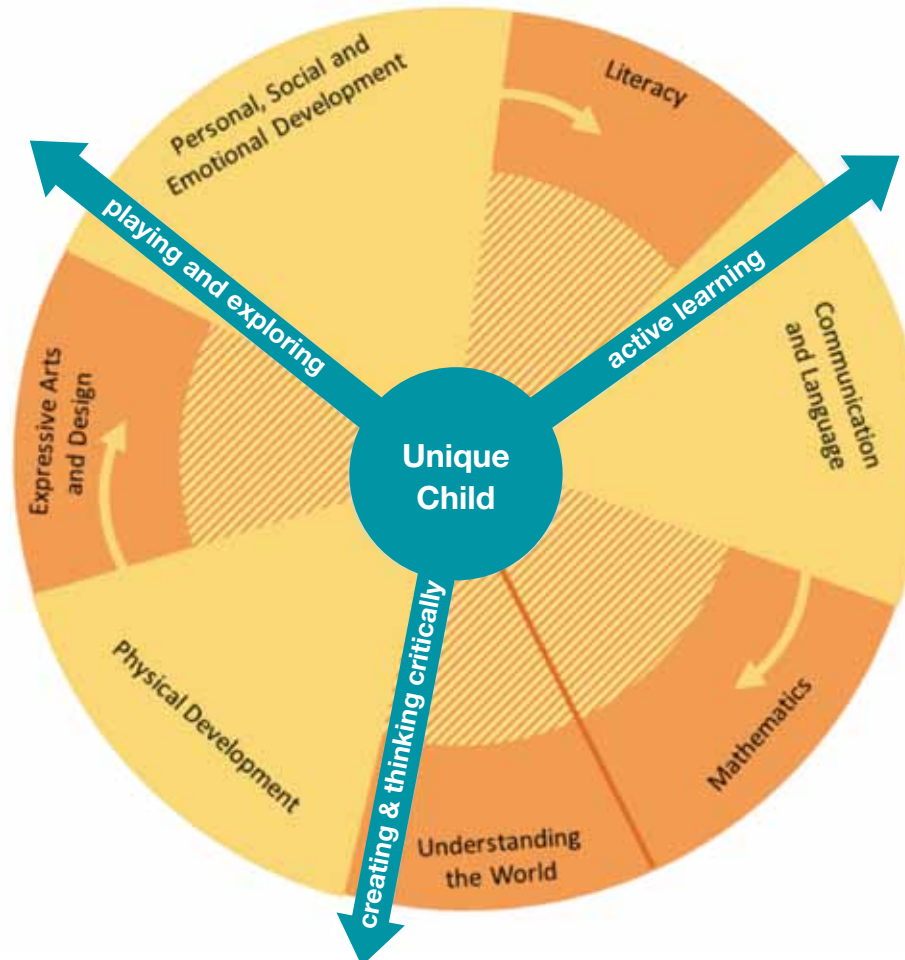 Personal, Social and
Emotional Development
Literacy
playing and exploring
active learning
Communication
and Language
Expressive Arts
and Design
Unique
Child
creating & thinking critically
Physical Development
Mathematics
Understanding
the World